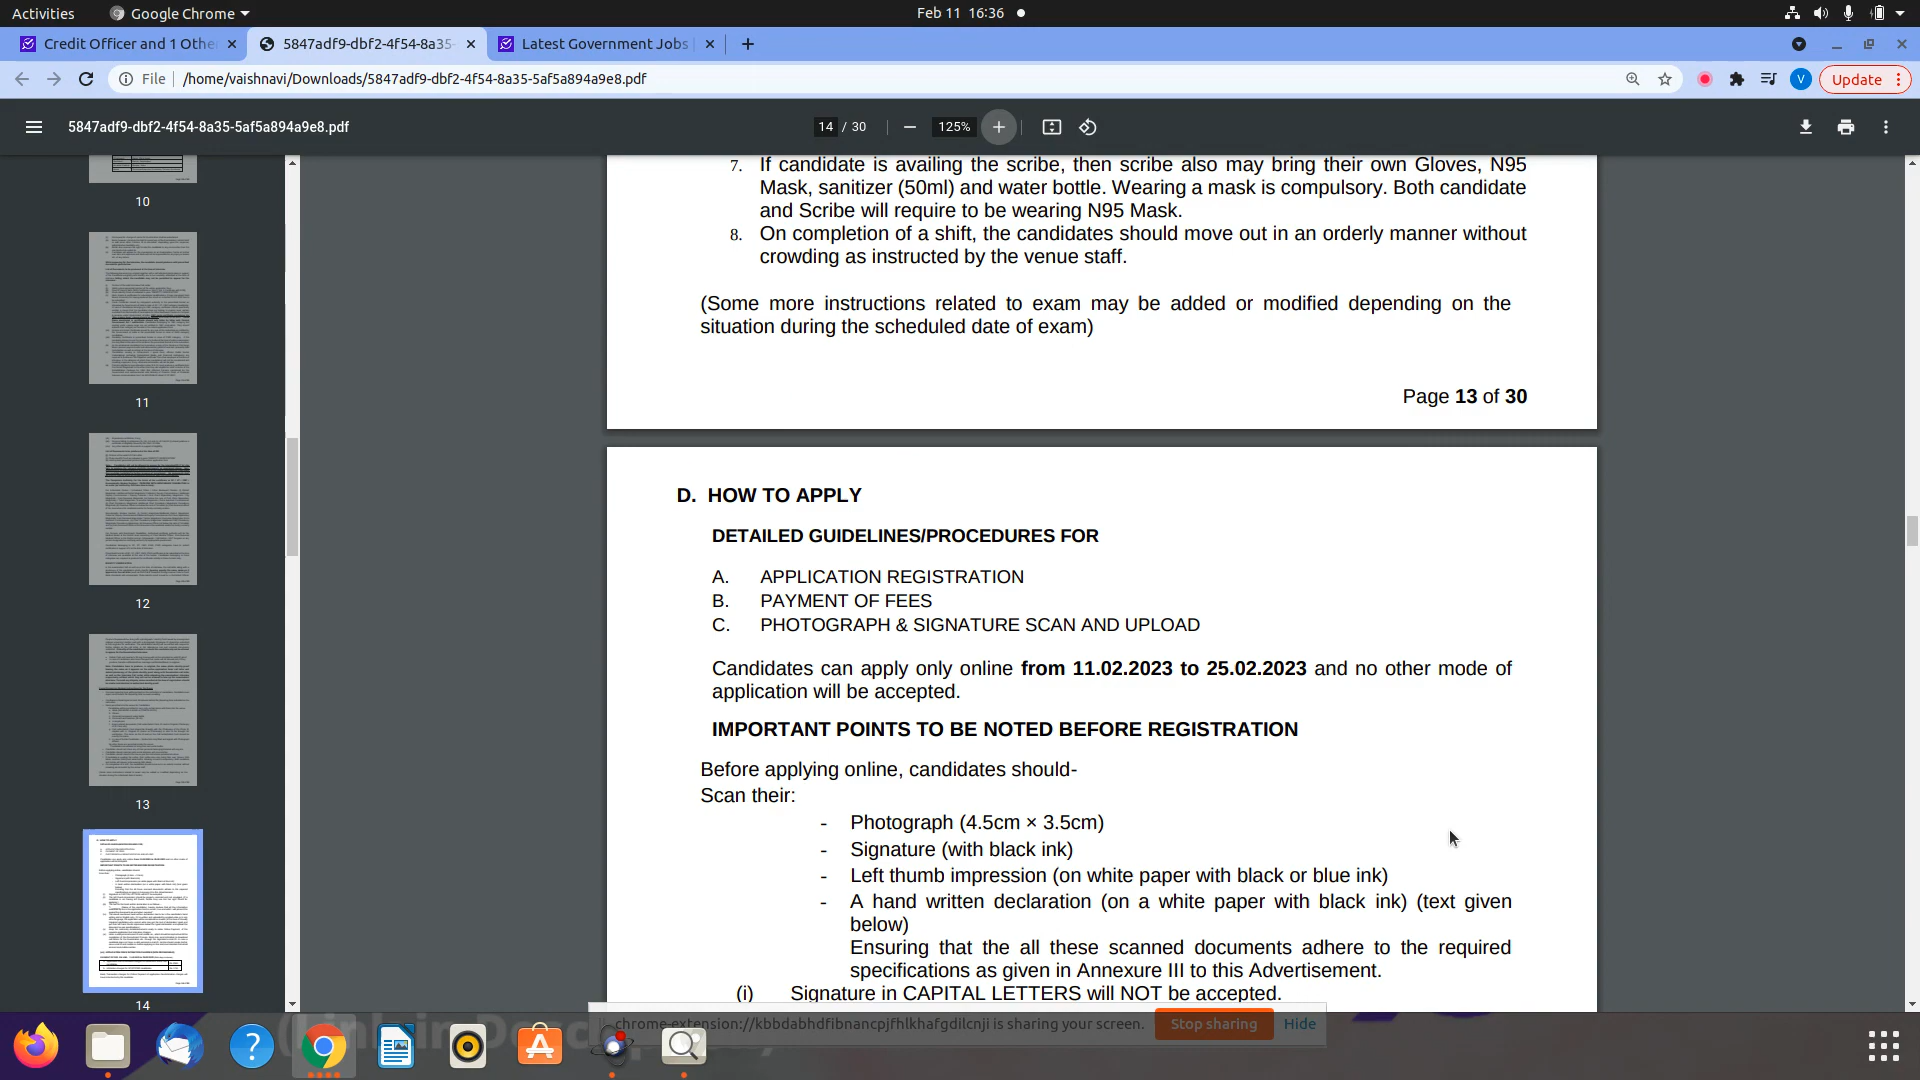 Activities
Google Chrome
Feb 11 16:36
Credit Officer and 1 Othe
5847adf9-dbf2-4f54-8a35-
Latest Government Jobs
File
/home/vaishnavi/Downloads/5847adf9-dbf2-4f54-8a35-5af5a894a9e8.pdf
V
Update
5847adf9-dbf2-4f54-8a35-5af5a894a9e8.pdf
14 / 30
125%
10
11
12
13
14
7. If candidate is availing the scribe, then scribe also may bring their own Gloves, N95
Mask, sanitizer (50ml) and water bottle. Wearing a mask is compulsory. Both candidate
and Scribe will require to be wearing N95 Mask.
8. On completion of a shift, the candidates should move out in an orderly manner without
crowding as instructed by the venue staff.
(Some more instructions related to exam may be added or modified depending on the
situation during the scheduled date of exam)
Page 13 of 30
D. HOW TO APPLY
DETAILED GUIDELINES/PROCEDURES FOR
A. APPLICATION REGISTRATION
B. PAYMENT OF FEES
C. PHOTOGRAPH & SIGNATURE SCAN AND UPLOAD
Candidates can apply only online from 11.02.2023 to 25.02.2023 and no other mode of
application will be accepted.
IMPORTANT POINTS TO BE NOTED BEFORE REGISTRATION
Before applying online, candidates should-
Scan their:
- Photograph (4.5cm × 3.5cm)
- Signature (with black ink)
- Left thumb impression (on white paper with black or blue ink)
- A hand written declaration (on a white paper with black ink) (text given
below)
Ensuring that the all these scanned documents adhere to the required
specifications as given in Annexure III to this Advertisement.
(i) Signature in CAPITAL LETTERS will NOT be accepted.
chrome-extension://kbbdabhdfibnancpjfhlkhafgdilcnji is sharing your screen.
Stop sharing
Hide